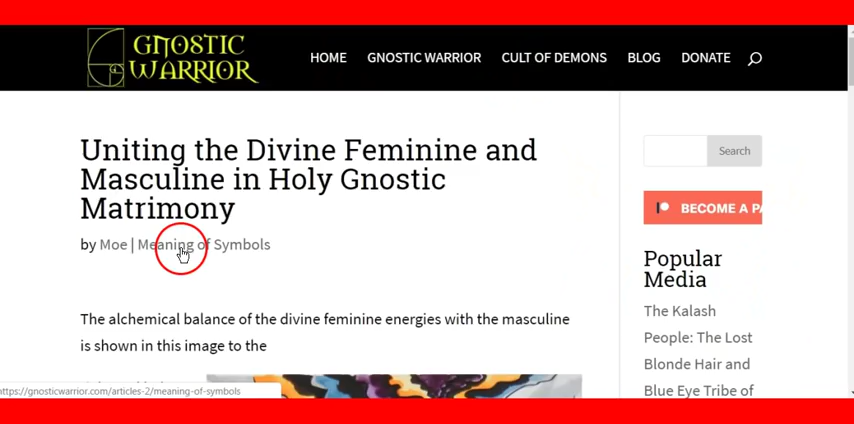 GNOSTIC
WARRIOR
HOME GNOSTIC WARRIOR CULT OF DEMONS BLOG DONATE
Uniting the Divine Feminine and
Masculine in Holy Gnostic
Matrimony
by Moe | Meaning of Symbols
The alchemical balance of the divine feminine energies with the masculine
is shown in this image to the
Search
BECOME A PA
Popular
Media
The Kalash
People: The Lost
Blonde Hair and
Blue Eye Tribe of
https://gnosticwarrior.com/articles-2/meaning-of-symbols